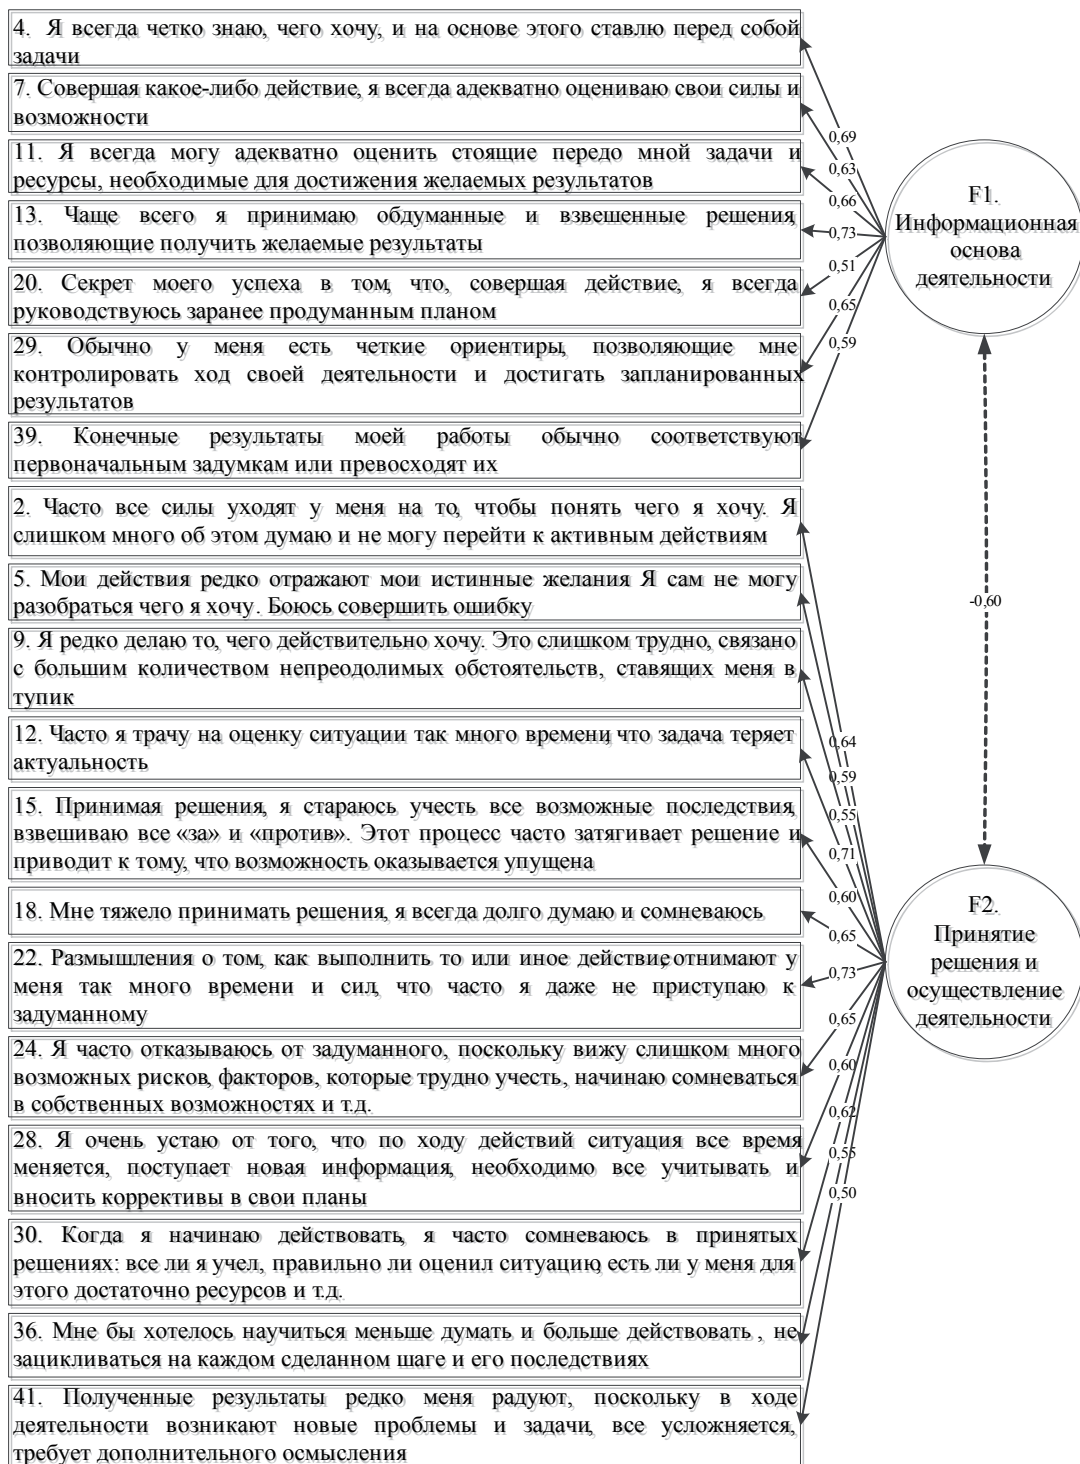 4. Я всегда четко знаю, чего хочу, и на основе этого ставлю перед собой
задачи
7. Совершая какое-либо действие, я всегда адекватно оцениваю свои силы и
возможности
11. Я всегда могу адекватно оценить стоящие передо мной задачи и
ресурсы, необходимые для достижения желаемых результатов
13. Чаще всего я принимаю обдуманные и взвешенные решения,
позволяющие получить желаемые результаты
20. Секрет моего успеха в том, что, совершая действие, я всегда
руководствуюсь заранее продуманным планом
29. Обычно у меня есть четкие ориентиры, позволяющие мне
контролировать ход своей деятельности и достигать запланированных
результатов
39. Конечные результаты моей работы обычно соответствуют
первоначальным задумкам или превосходят их
0,69
0,63
0,66
0,73
0,51
0,65
0,59
F1.
Информационная
основа
деятельности
-0,60
2. Часто все силы уходят у меня на то, чтобы понять чего я хочу. Я
слишком много об этом думаю и не могу перейти к активным действиям
5. Мои действия редко отражают мои истинные желания Я сам не могу
разобраться чего я хочу. Боюсь совершить ошибку
9. Я редко делаю то, чего действительно хочу. Это слишком трудно, связано
с большим количеством непреодолимых обстоятельств, ставящих меня в
тупик
12. Часто я трачу на оценку ситуации так много времени, что задача теряет
актуальность
15. Принимая решения, я стараюсь учесть все возможные последствия,
взвешиваю все «за» и «против». Этот процесс часто затягивает решение и
приводит к тому, что возможность оказывается упущена
18. Мне тяжело принимать решения, я всегда долго думаю и сомневаюсь
22. Размышления о том, как выполнить то или иное действие, отнимают у
меня так много времени и сил, что часто я даже не приступаю к
задуманному
24. Я часто отказываюсь от задуманного, поскольку вижу слишком много
возможных рисков, факторов, которые трудно учесть, начинаю сомневаться
в собственных возможностях и т.д.
28. Я очень устаю от того, что по ходу действий ситуация все время
меняется, поступает новая информация, необходимо все учитывать и
вносить коррективы в свои планы
30. Когда я начинаю действовать, я часто сомневаюсь в принятых
решениях: все ли я учел, правильно ли оценил ситуацию, есть ли у меня для
этого достаточно ресурсов и т.д.
36. Мне бы хотелось научиться меньше думать и больше действовать, не
зацикливаться на каждом сделанном шаге и его последствиях
41. Полученные результаты редко меня радуют, поскольку в ходе
деятельности возникают новые проблемы и задачи, все усложняется,
требует дополнительного осмысления
0,64
0,59
0,55
0,71
0,60
0,65
0,73
0,65
0,60
0,62
0,55
0,50
F2.
Принятие
решения и
осуществление
деятельности